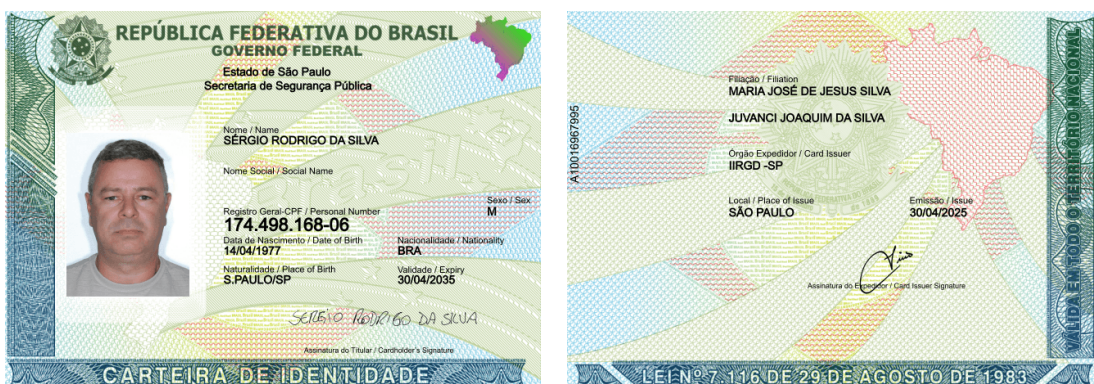 REPÚBLICA FEDERATIVA DO BRASIL
GOVERNO FEDERAL
Estado de São Paulo
Secretaria de Segurança Pública
Nome / Name
SÉRGIO RODRIGO DA SILVA
Nome Social / Social Name
Sexo / Sex
M
Registro Geral-CPF / Personal Number
174.498.168-06
Data de Nascimento / Date of Birth
14/04/1977
Nacionalidade / Nationality
BRA
Naturalidade / Place of Birth
S.PAULO/SP
Validade / Expiry
30/04/2035
SERGIO RODRIGO DA SILVA
Assinatura do Titular / Cardholder's Signature
CARTEIRA DE IDENTIDADE
Brasil
A10016967995
Filiação / Filiation
MARIA JOSÉ DE JESUS SILVA
JUVANCI JOAQUIM DA SILVA
Órgão Expedidor / Card Issuer
IIRGD -SP
Local / Place of Issue
SÃO PAULO
Emissão / Issue
30/04/2025
Assinatura do Expedidor / Card Issuer Signature
LEI Nº 7.116 DE 29 DE AGOSTO DE 1983
VALIDA EM TODO O TERRITÓRIO NACIONAL